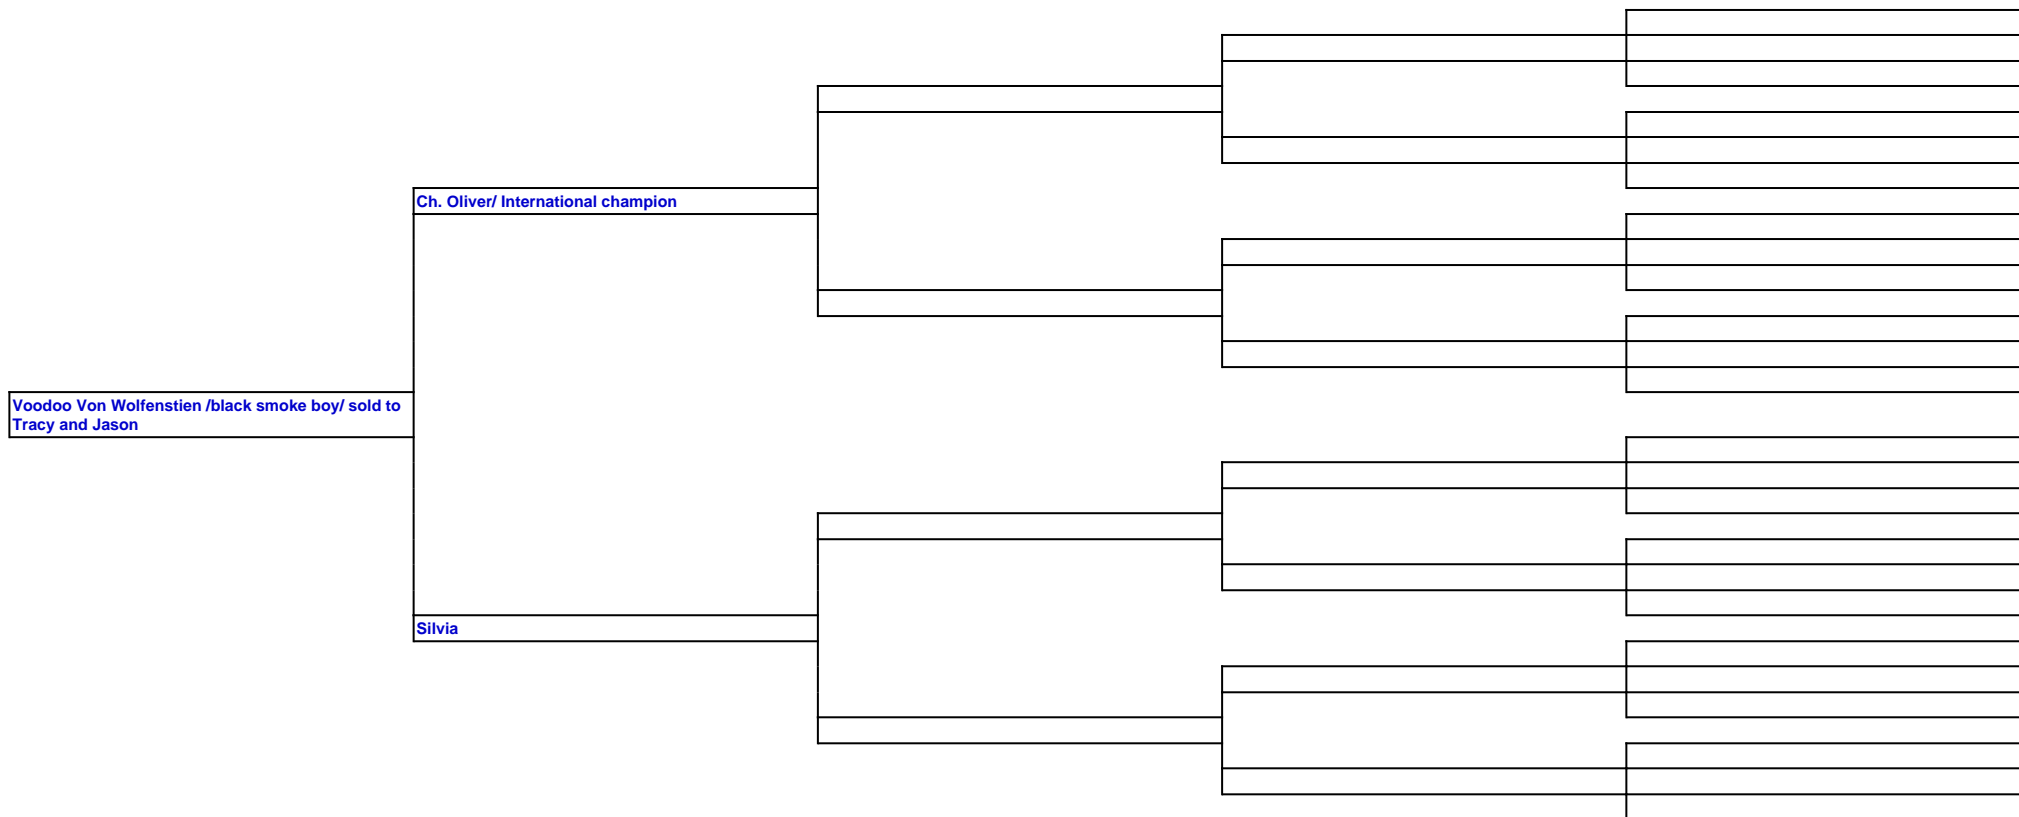 Ch. Oliver/ International champion
Voodoo Von Wolfenstien /black smoke boy/ sold to
Tracy and Jason
Silvia